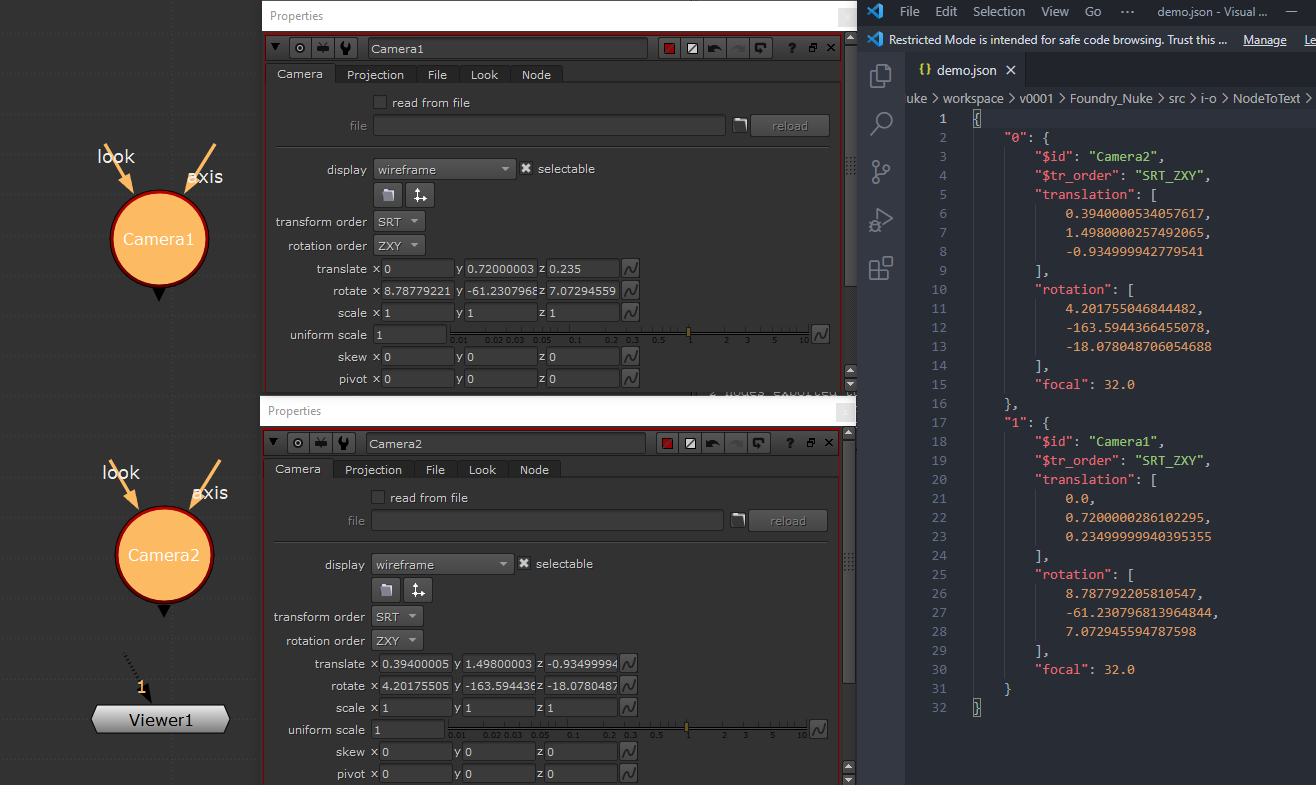 look
axis
Camera1
look
axis
Camera2
1
Viewer1
Properties
Camera1
?
Camera Projection File Look Node
read from file
file reload
display wireframe selectable
transform order SRT
rotation order ZXY
translate x 0 y 0.72000003 z 0.235
rotate x 8.78779221 y -61.2307968 z 7.07294559
scale x 1 y 1 z 1
uniform scale 1 0.01 0.02 0.03 0.05 0.1 0.2 0.3 0.5 1 2 3 5 10
skew x 0 y 0 z 0
pivot x 0 y 0 z 0
Properties
Camera2
?
Camera Projection File Look Node
read from file
file reload
display wireframe selectable
transform order SRT
rotation order ZXY
translate x 0.39400005 y 1.49800003 z -0.93499994
rotate x 4.20175505 y -163.594436 z -18.0780487
scale x 1 y 1 z 1
uniform scale 1 0.01 0.02 0.03 0.05 0.1 0.2 0.3 0.5 1 2 3 5 10
skew x 0 y 0 z 0
pivot x 0 y 0 z 0
File Edit Selection View Go ··· demo.json - Visual ...
Restricted Mode is intended for safe code browsing. Trust this ... Manage Le
{} demo.json ×
uke > workspace > v0001 > Foundry_Nuke > src > i-o > NodeToText >
1 {
2 "0": {
3 "$id": "Camera2",
4 "$tr_order": "SRT_ZXY",
5 "translation": [
6 0.3940000534057617,
7 1.4980000257492065,
8 -0.934999942779541
9 ],
10 "rotation": [
11 4.201755046844482,
12 -163.5944366455078,
13 -18.078048706054688
14 ],
15 "focal": 32.0
16 },
17 "1": {
18 "$id": "Camera1",
19 "$tr_order": "SRT_ZXY",
20 "translation": [
21 0.0,
22 0.7200000286102295,
23 0.23499999940395355
24 ],
25 "rotation": [
26 8.787792205810547,
27 -61.230796813964844,
28 7.072945594787598
29 ],
30 "focal": 32.0
31 }
32 }